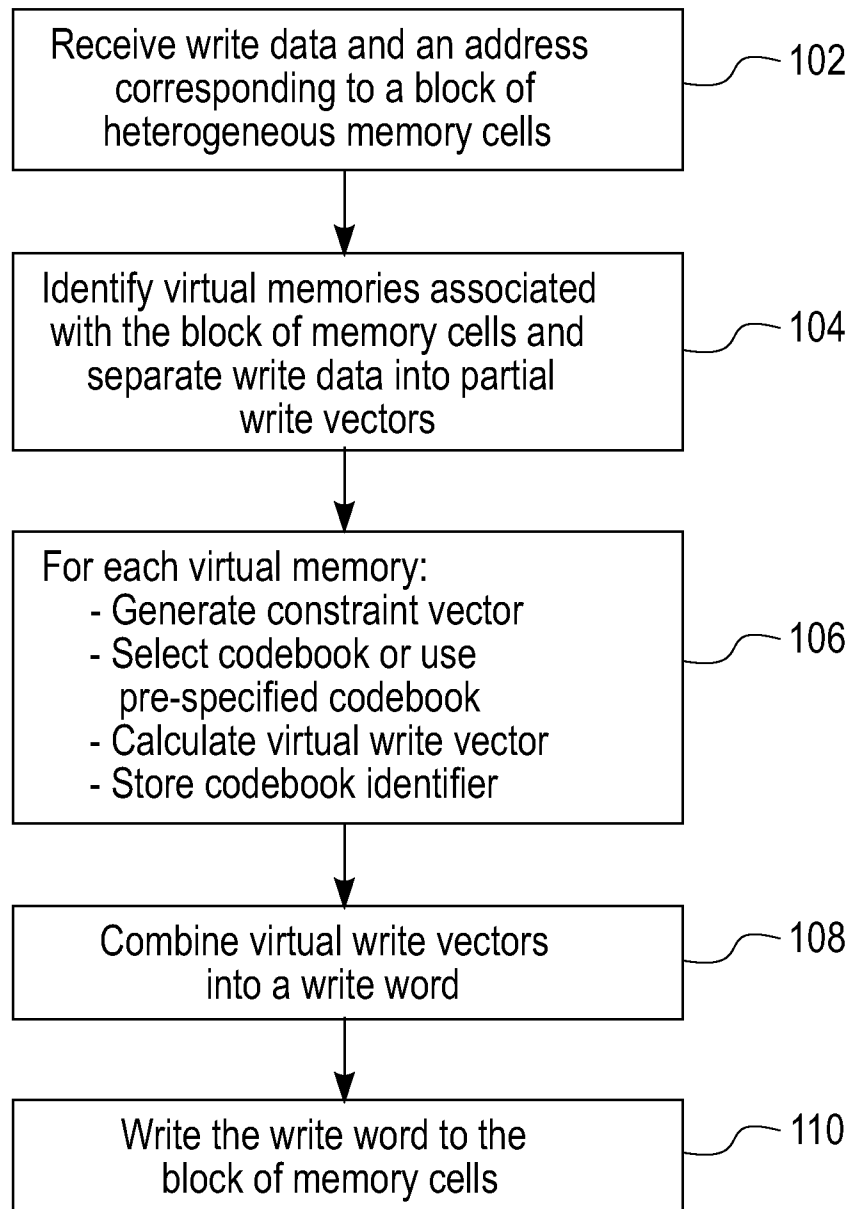 Receive write data and an address
corresponding to a block of
heterogeneous memory cells
102
Identify virtual memories associated
with the block of memory cells and
separate write data into partial
write vectors
104
For each virtual memory:
- Generate constraint vector
- Select codebook or use
pre-specified codebook
- Calculate virtual write vector
- Store codebook identifier
106
Combine virtual write vectors
into a write word
108
Write the write word to the
block of memory cells
110